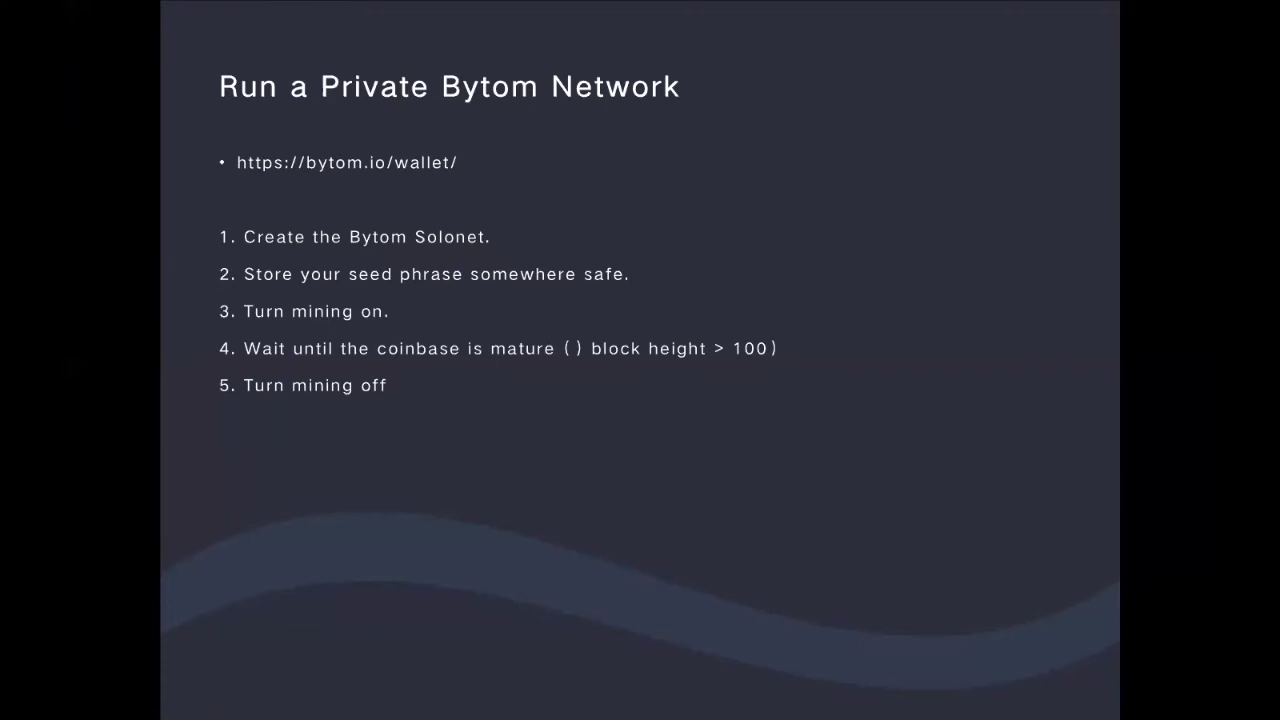 Run a Private Bytom Network
• https://bytom.io/wallet/
1. Create the Bytom Solonet.
2. Store your seed phrase somewhere safe.
3. Turn mining on.
4. Wait until the coinbase is mature () block height > 100)
5. Turn mining off